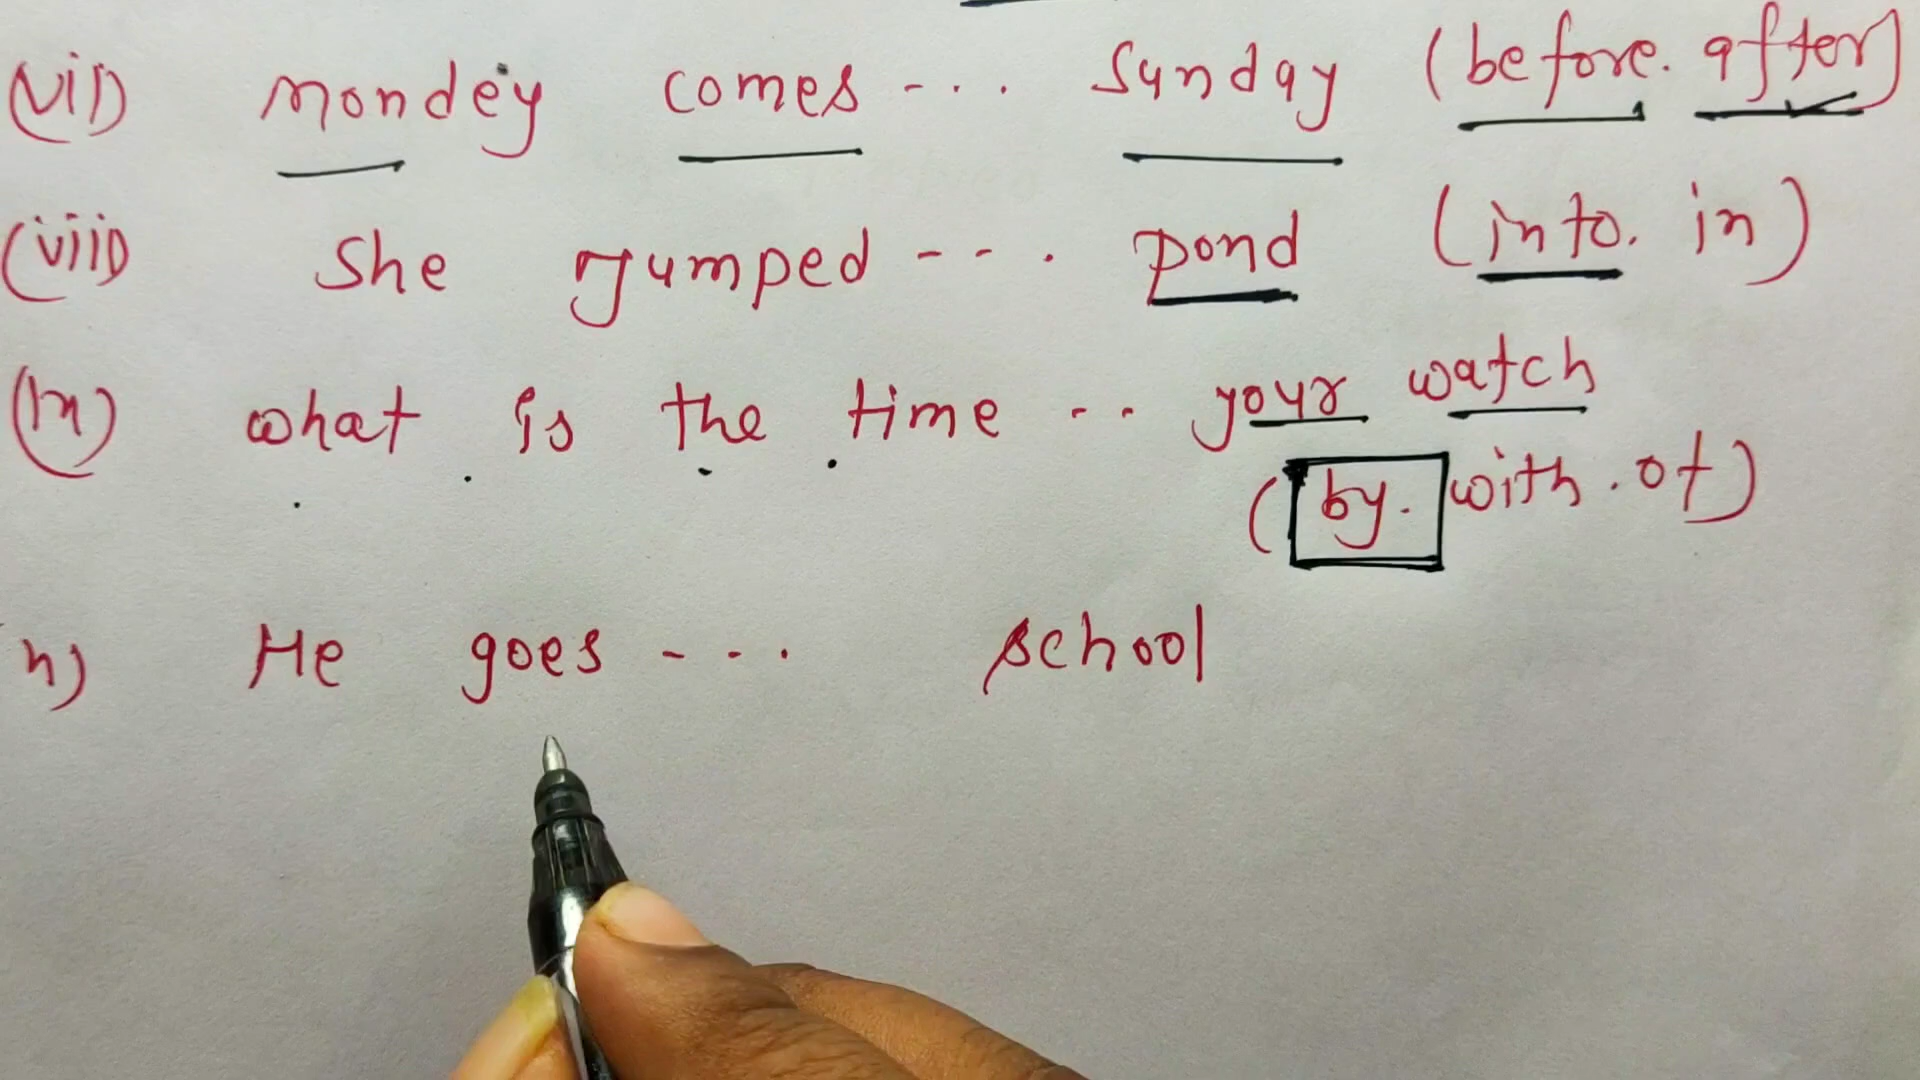 (vii) mondey comes --.. Sunday (before. after)
(viii) She Jumped --.. pond (into. in)
(ix) what is the time .. your watch
(by. with. of)
x) He goes -... school